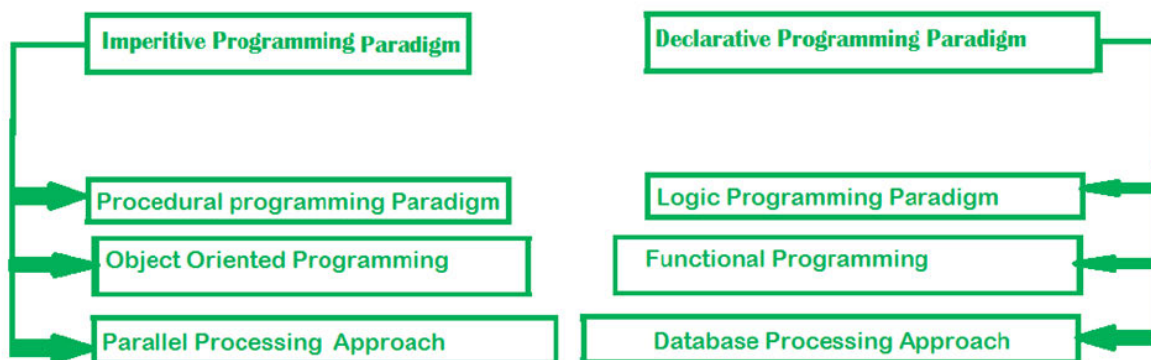 Imperitive Programming Paradigm
Declarative Programming Paradigm
Procedural programming Paradigm
Logic Programming Paradigm
Object Oriented Programming
Functional Programming
Parallel Processing Approach
Database Processing Approach